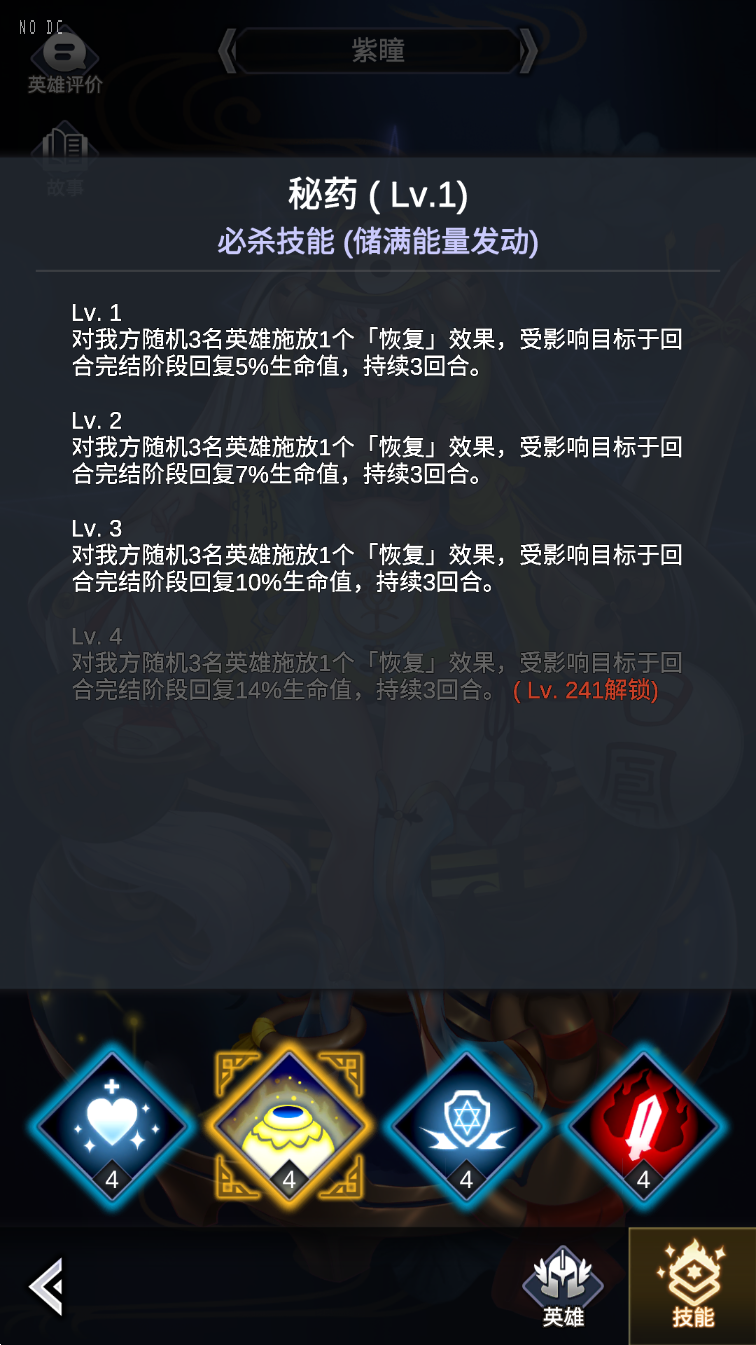 NO DC
英雄评价
紫瞳
故事
秘药 ( Lv.1)
必杀技能 (储满能量发动)
Lv. 1
对我方随机3名英雄施放1个「恢复」效果，受影响目标于回
合完结阶段回复5%生命值，持续3回合。
Lv. 2
对我方随机3名英雄施放1个「恢复」效果，受影响目标于回
合完结阶段回复7%生命值，持续3回合。
Lv. 3
对我方随机3名英雄施放1个「恢复」效果，受影响目标于回
合完结阶段回复10%生命值，持续3回合。
Lv. 4
对我方随机3名英雄施放1个「恢复」效果，受影响目标于回
合完结阶段回复14%生命值，持续3回合。 ( Lv. 241解锁)
4 4 4 4
英雄 技能